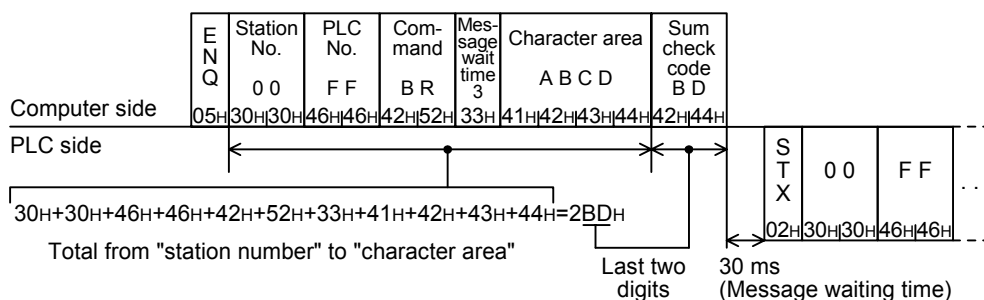 E N Q
Station No.
0 0
PLC No.
F F
Com- mand
B R
Mes- sage wait time 3
Character area
A B C D
Sum check code B D
Computer side
05H 30H 30H 46H 46H 42H 52H 33H 41H 42H 43H 44H 42H 44H
PLC side
S T X
0 0
F F
. .
02H 30H 30H 46H 46H
30H+30H+46H+46H+42H+52H+33H+41H+42H+43H+44H=2BDH
Total from "station number" to "character area"
Last two
digits
30 ms
(Message waiting time)